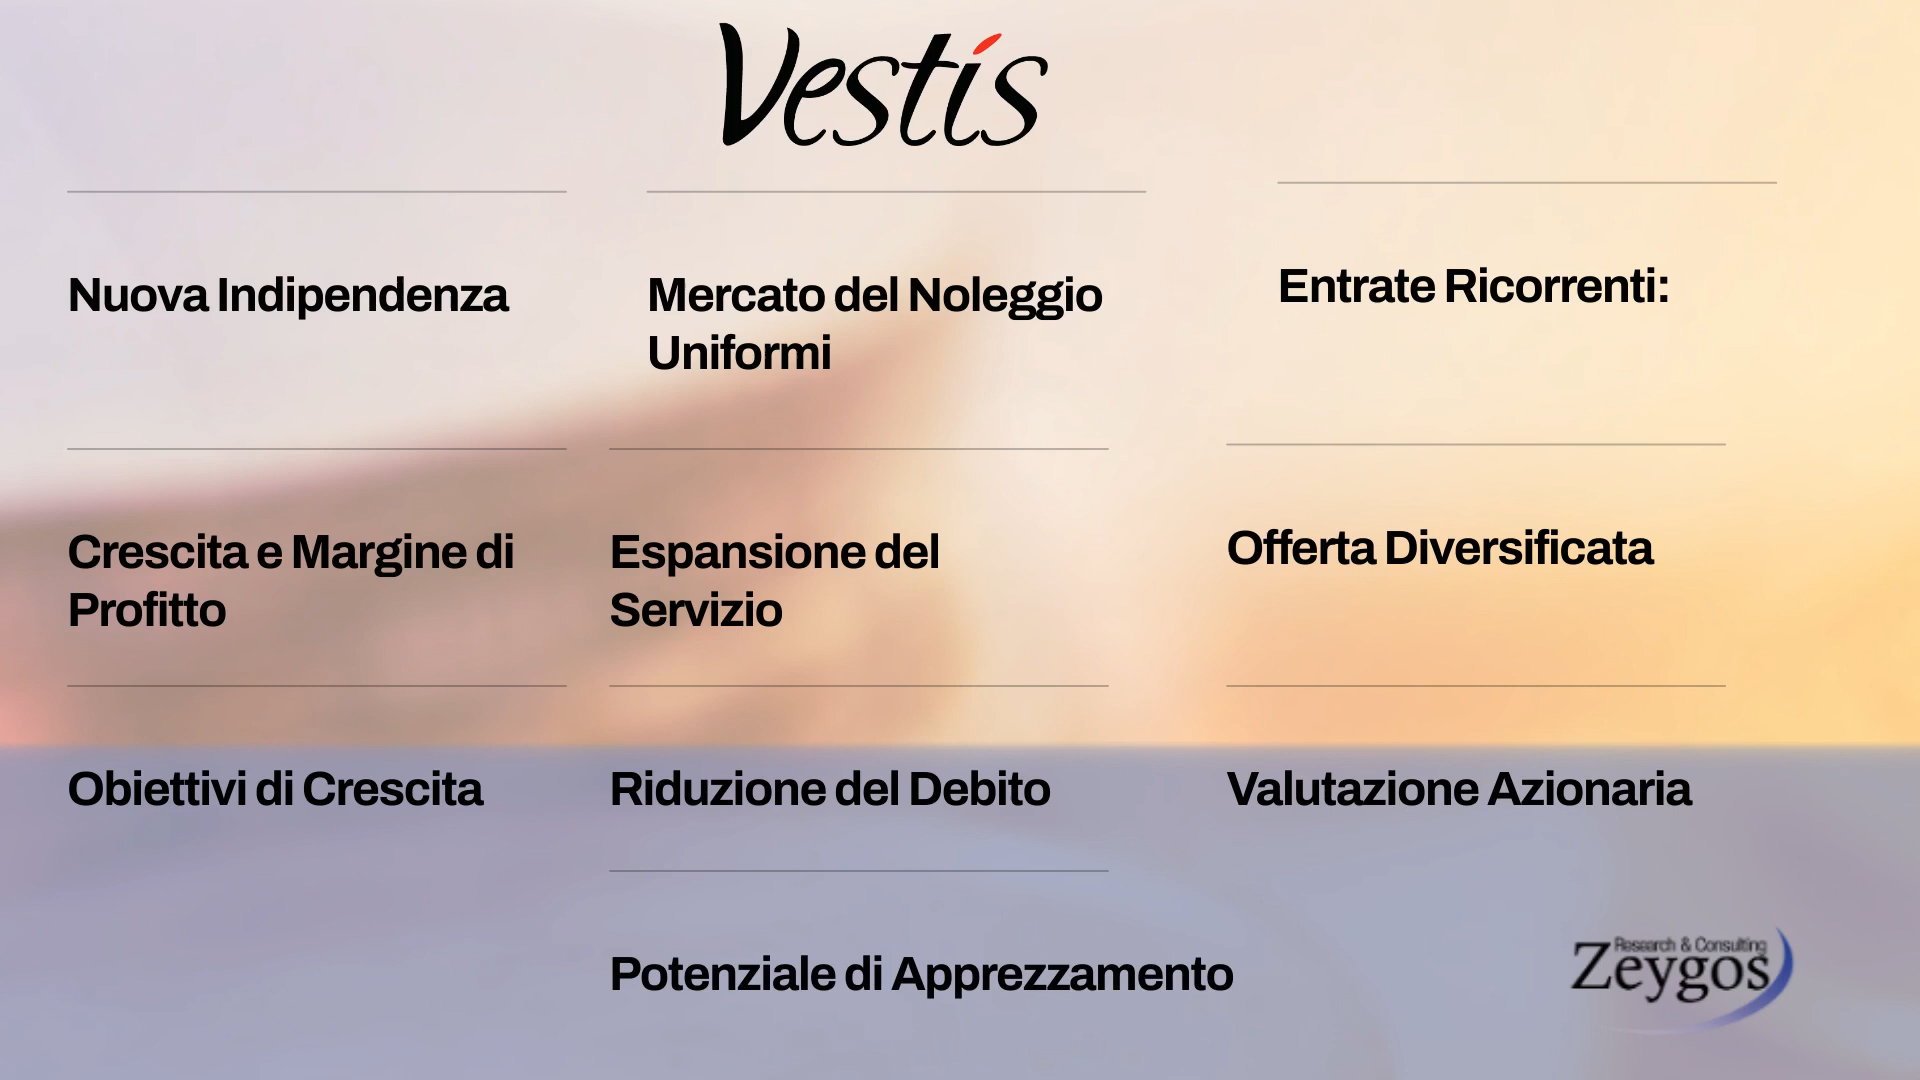 Vestis
Nuova Indipendenza
Mercato del Noleggio
Uniformi
Entrate Ricorrenti:
Crescita e Margine di
Profitto
Espansione del
Servizio
Offerta Diversificata
Obiettivi di Crescita
Riduzione del Debito
Valutazione Azionaria
Potenziale di Apprezzamento
Research & Consulting
Zeygos